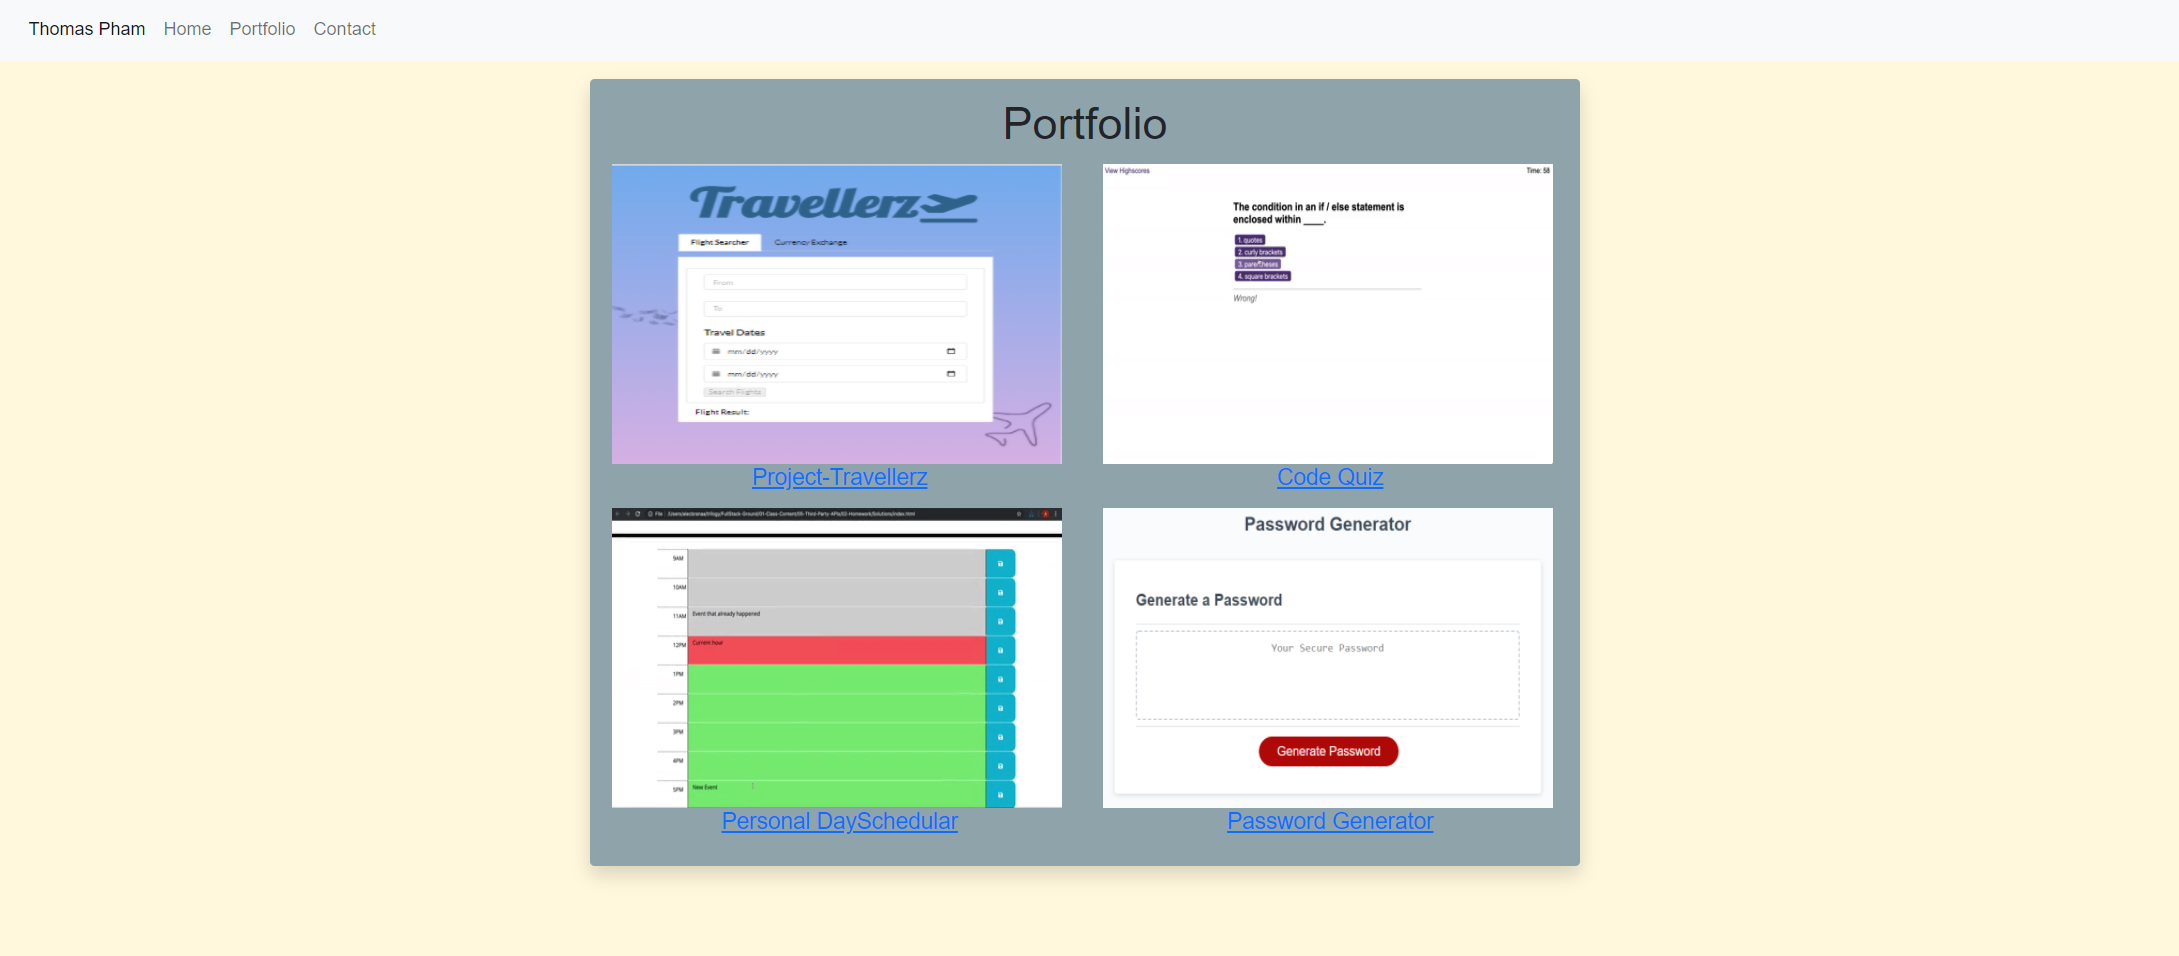 Thomas Pham Home Portfolio Contact
Portfolio
Travellerz
Flight Searcher Currency Exchange
From
To
Travel Dates
mm/dd/yyyy
mm/dd/yyyy
Search Flights
Flight Result:
Project-Travellerz
View Highscores Time: 58
The condition in an if / else statement is
enclosed within ____.
1. quotes
2. curly brackets
3. parentheses
4. square brackets
Wrong!
Code Quiz
File
9AM
10AM
11AM Event that already happened
12PM Current hour
1PM
2PM
3PM
4PM
5PM New Event
Personal DaySchedular
Password Generator
Generate a Password
Your Secure Password
Generate Password
Password Generator